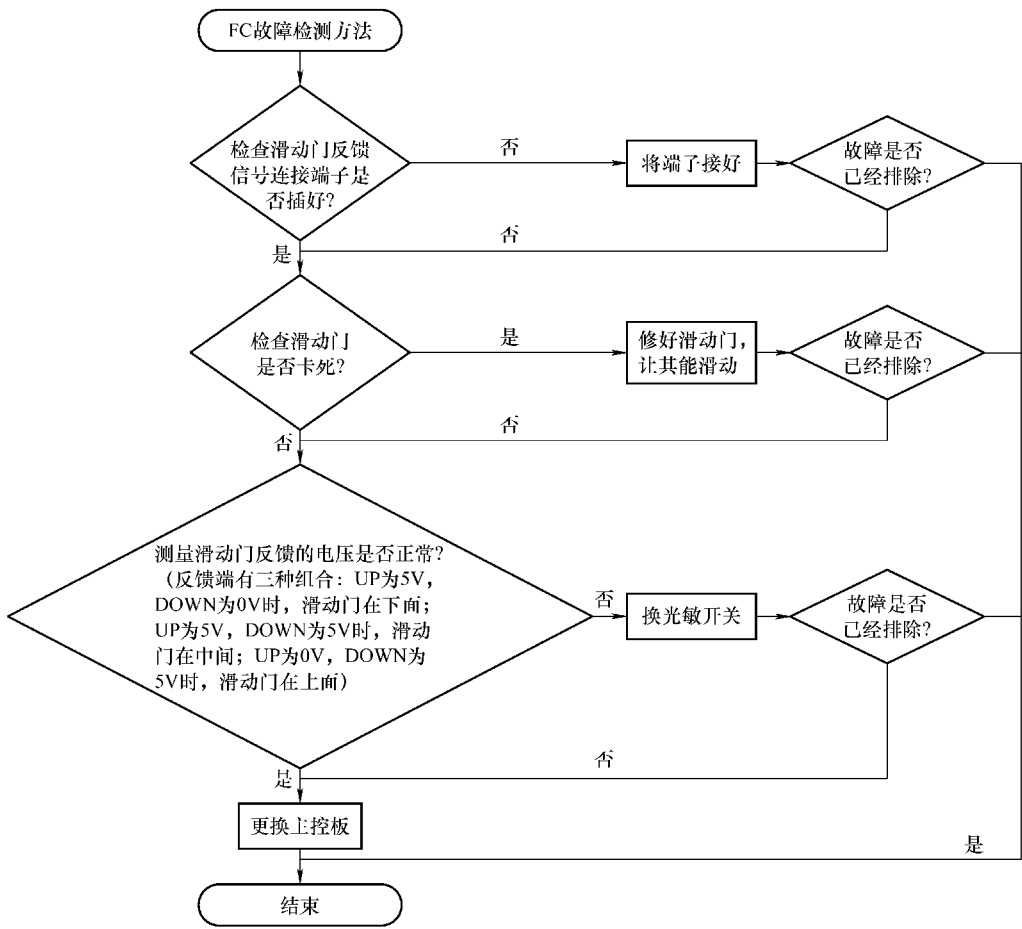 FC故障检测方法
检查滑动门反馈
信号连接端子是
否插好?
否
将端子接好
故障是否
已经排除?
否
是
检查滑动门
是否卡死?
是
修好滑动门，
让其能滑动
故障是否
已经排除?
否
否
测量滑动门反馈的电压是否正常?
（反馈端有三种组合：UP为5V，
DOWN为0V时，滑动门在下面；
UP为5V，DOWN为5V时，滑动
门在中间；UP为0V，DOWN为
5V时，滑动门在上面）
否
换光敏开关
故障是否
已经排除?
否
是
更换主控板
是
结束